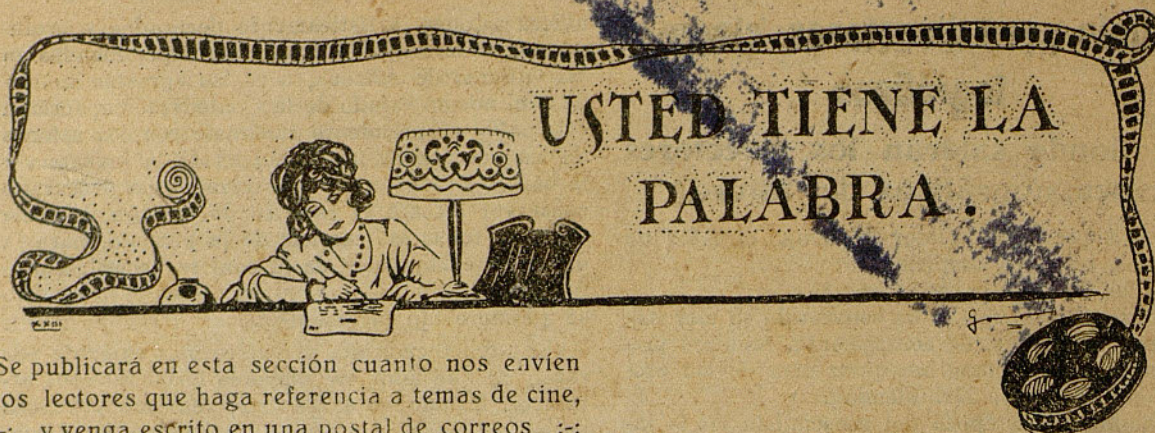 USTED TIENE LA
PALABRA.
Se publicará en esta sección cuanto nos envíen
los lectores que haga referencia a temas de cine,
-:- y venga escrito en una postal de correos -:-